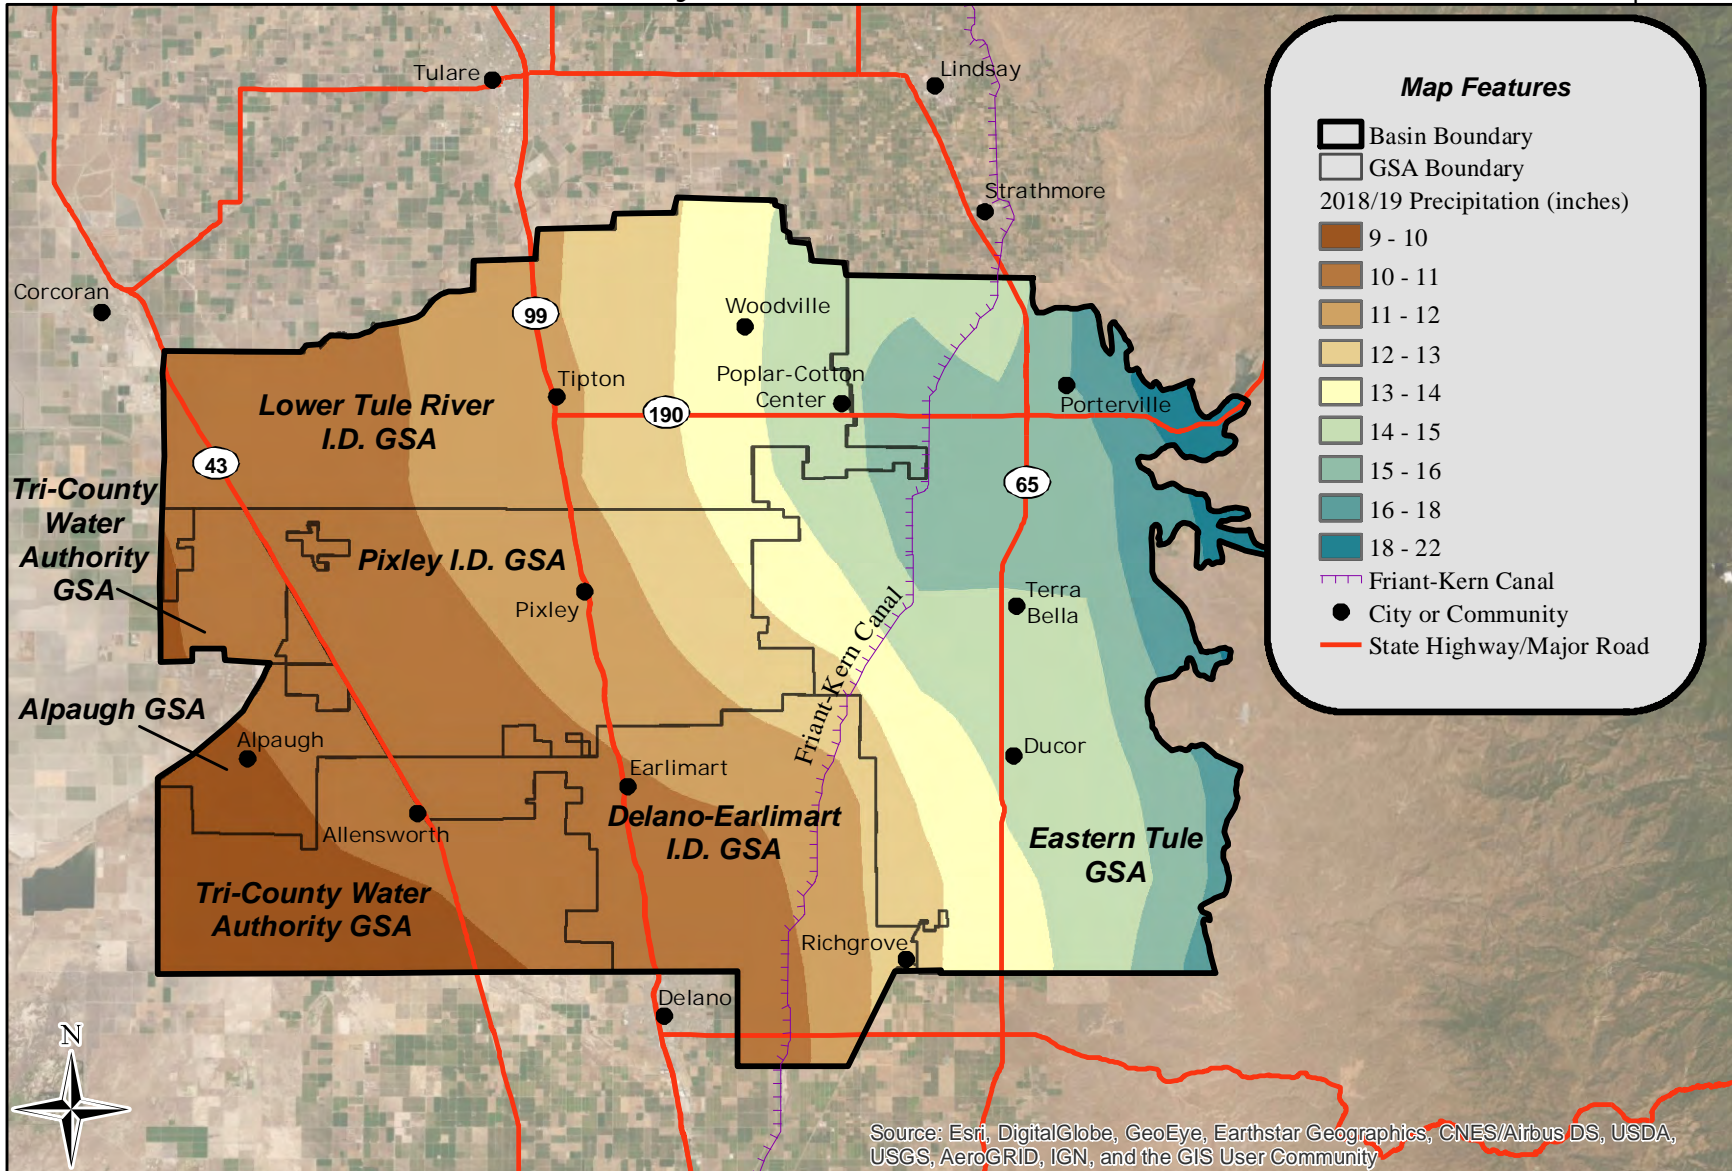 Tulare
Lindsay
Strathmore
Corcoran
99
Woodville
Tipton
Poplar-Cotton
Center
190
Porterville
Lower Tule River
I.D. GSA
43
65
Tri-County
Water
Authority
GSA
Pixley I.D. GSA
Pixley
Terra
Bella
Friant-Kern Canal
Alpaugh GSA
Alpaugh
Ducor
Earlimart
Allensworth
Delano-Earlimart
I.D. GSA
Eastern Tule
GSA
Tri-County Water
Authority GSA
Richgrove
Delano
N
Map Features
Basin Boundary
GSA Boundary
2018/19 Precipitation (inches)
9 - 10
10 - 11
11 - 12
12 - 13
13 - 14
14 - 15
15 - 16
16 - 18
18 - 22
Friant-Kern Canal
City or Community
State Highway/Major Road
Source: Esri, DigitalGlobe, GeoEye, Earthstar Geographics, CNES/Airbus DS, USDA,
USGS, AeroGRID, IGN, and the GIS User Community